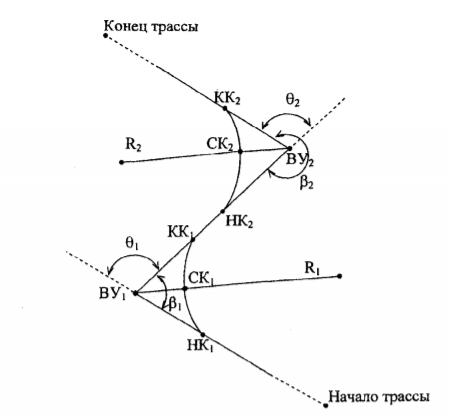 Конец трассы
КК₂
θ₂
R₂
СК₂
ВУ₂
β₂
НК₂
КК₁
θ₁
R₁
ВУ₁
β₁
СК₁
НК₁
Начало трассы